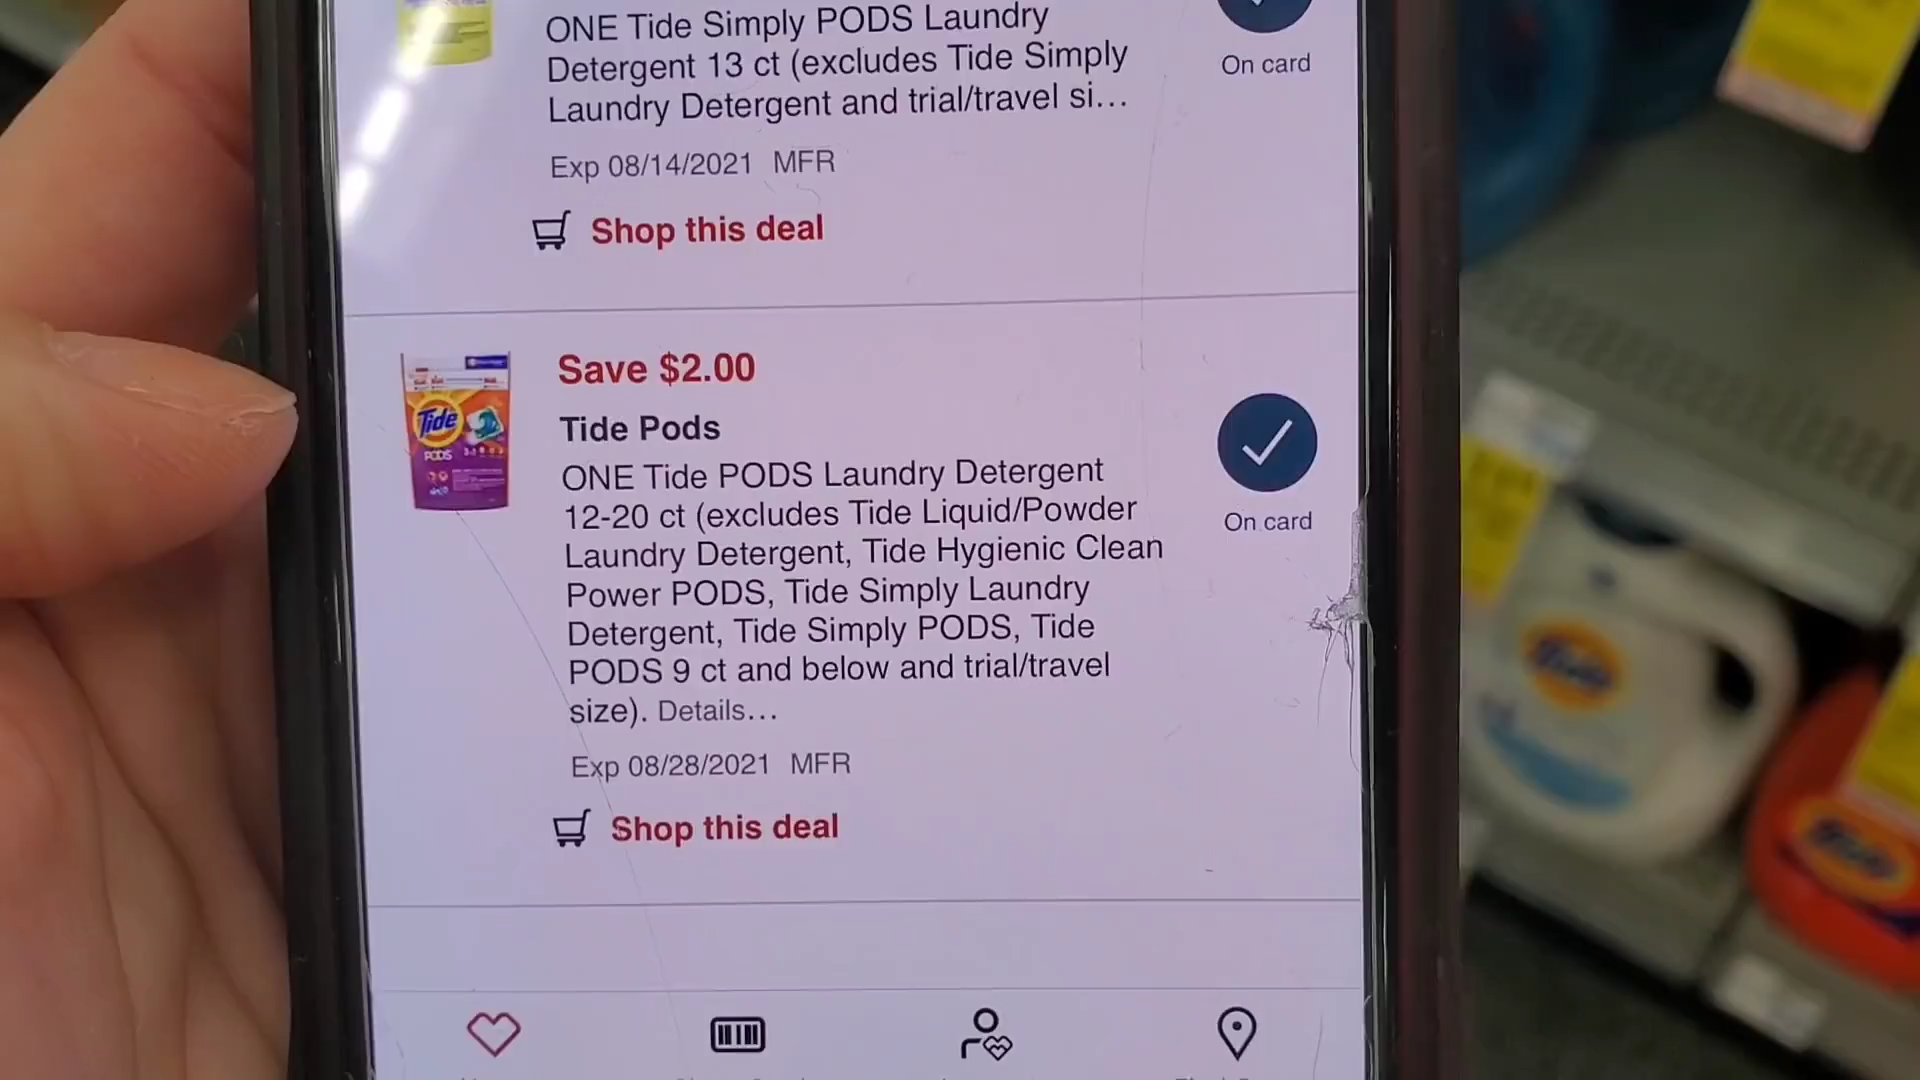 ONE Tide Simply PODS Laundry
Detergent 13 ct (excludes Tide Simply
Laundry Detergent and trial/travel si...
On card
Exp 08/14/2021 MFR
Shop this deal
Save $2.00
Tide Pods
ONE Tide PODS Laundry Detergent
12-20 ct (excludes Tide Liquid/Powder
Laundry Detergent, Tide Hygienic Clean
Power PODS, Tide Simply Laundry
Detergent, Tide Simply PODS, Tide
PODS 9 ct and below and trial/travel
size). Details...
On card
Exp 08/28/2021 MFR
Shop this deal
Tide
PODS
Tide
Tide